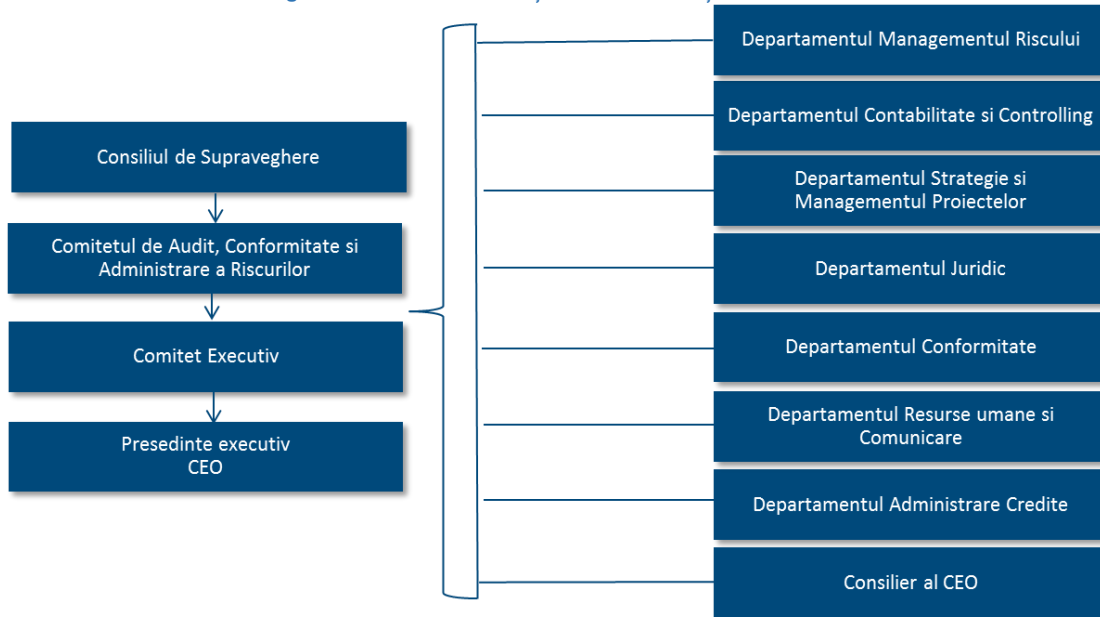 Consiliul de Supraveghere
Comitetul de Audit, Conformitate si
Administrare a Riscurilor
Comitet Executiv
Presedinte executiv
CEO
Departamentul Managementul Riscului
Departamentul Contabilitate si Controlling
Departamentul Strategie si
Managementul Proiectelor
Departamentul Juridic
Departamentul Conformitate
Departamentul Resurse umane si
Comunicare
Departamentul Administrare Credite
Consilier al CEO